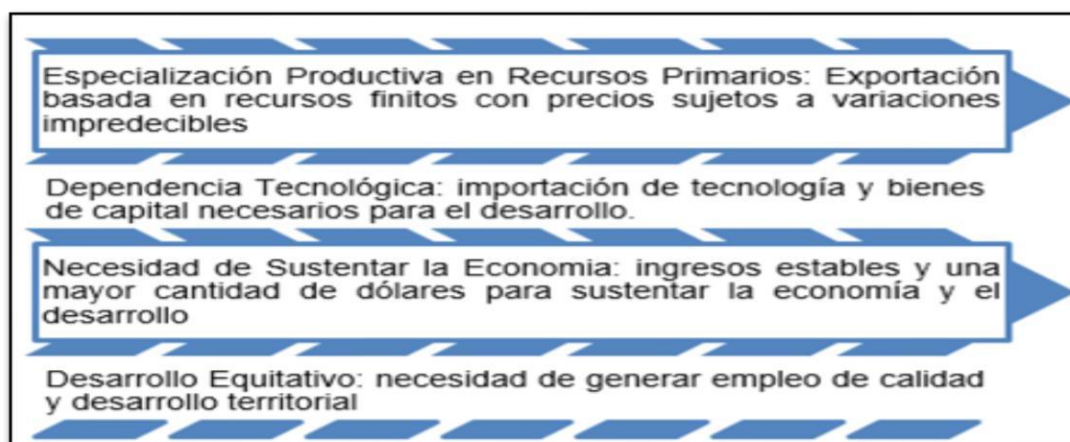 Especialización Productiva en Recursos Primarios: Exportación
basada en recursos finitos con precios sujetos a variaciones
impredecibles
Dependencia Tecnológica: importación de tecnología y bienes
de capital necesarios para el desarrollo.
Necesidad de Sustentar la Economia: ingresos estables y una
mayor cantidad de dólares para sustentar la economía y el
desarrollo
Desarrollo Equitativo: necesidad de generar empleo de calidad
y desarrollo territorial